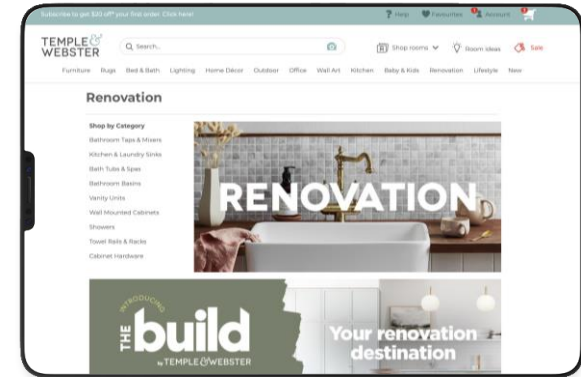 Subscribe to get $20 off* your first order. Click here!
? Help Favourites Account
TEMPLE &
WEBSTER
Search...
Shop rooms
Room ideas
Sale
Furniture Rugs Bed & Bath Lighting Home Décor Outdoor Office Wall Art Kitchen Baby & Kids Renovation Lifestyle New
Renovation
Shop by Category
Bathroom Taps & Mixers
Kitchen & Laundry Sinks
Bath Tubs & Spas
Bathroom Basins
Vanity Units
Wall Mounted Cabinets
Showers
Towel Rails & Racks
Cabinet Hardware
RENOVATION
INTRODUCING
THE build
by TEMPLE & WEBSTER
Your renovation
destination